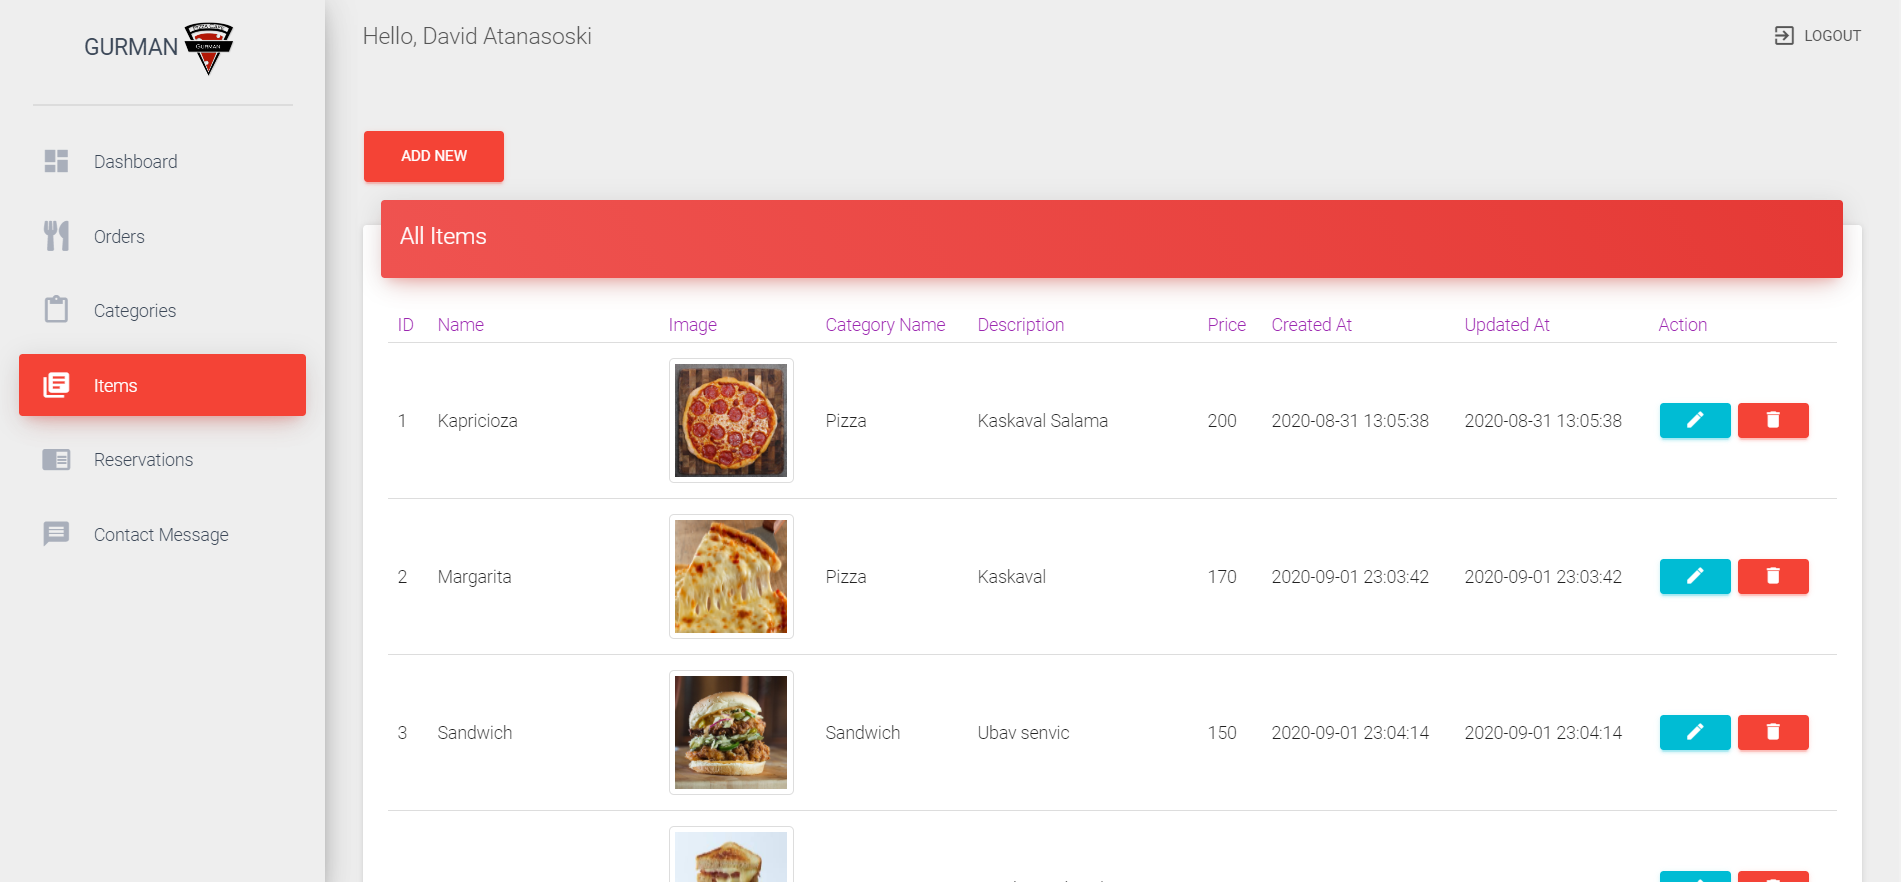 GURMAN
GURMAN
Hello, David Atanasoski
LOGOUT
Dashboard
Orders
Categories
Items
Reservations
Contact Message
ADD NEW
All Items
ID Name Image Category Name Description Price Created At Updated At Action
1 Kapricioza Pizza Kaskaval Salama 200 2020-08-31 13:05:38 2020-08-31 13:05:38
2 Margarita Pizza Kaskaval 170 2020-09-01 23:03:42 2020-09-01 23:03:42
3 Sandwich Sandwich Ubav senvic 150 2020-09-01 23:04:14 2020-09-01 23:04:14